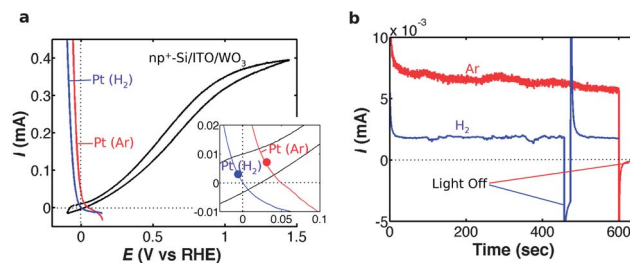 a
np⁺-Si/ITO/WO₃
Pt (H₂)
Pt (Ar)
I (mA)
0.4
0.3
0.2
0.1
0
0 0.5 1 1.5
E (V vs RHE)
0.02
0.01
0
-0.01
0 0.05 0.1
Pt (Ar)
Pt (H₂)
b
x 10⁻³
I (mA)
10
5
0
-5
Ar
H₂
Light Off
0 200 400 600
Time (sec)